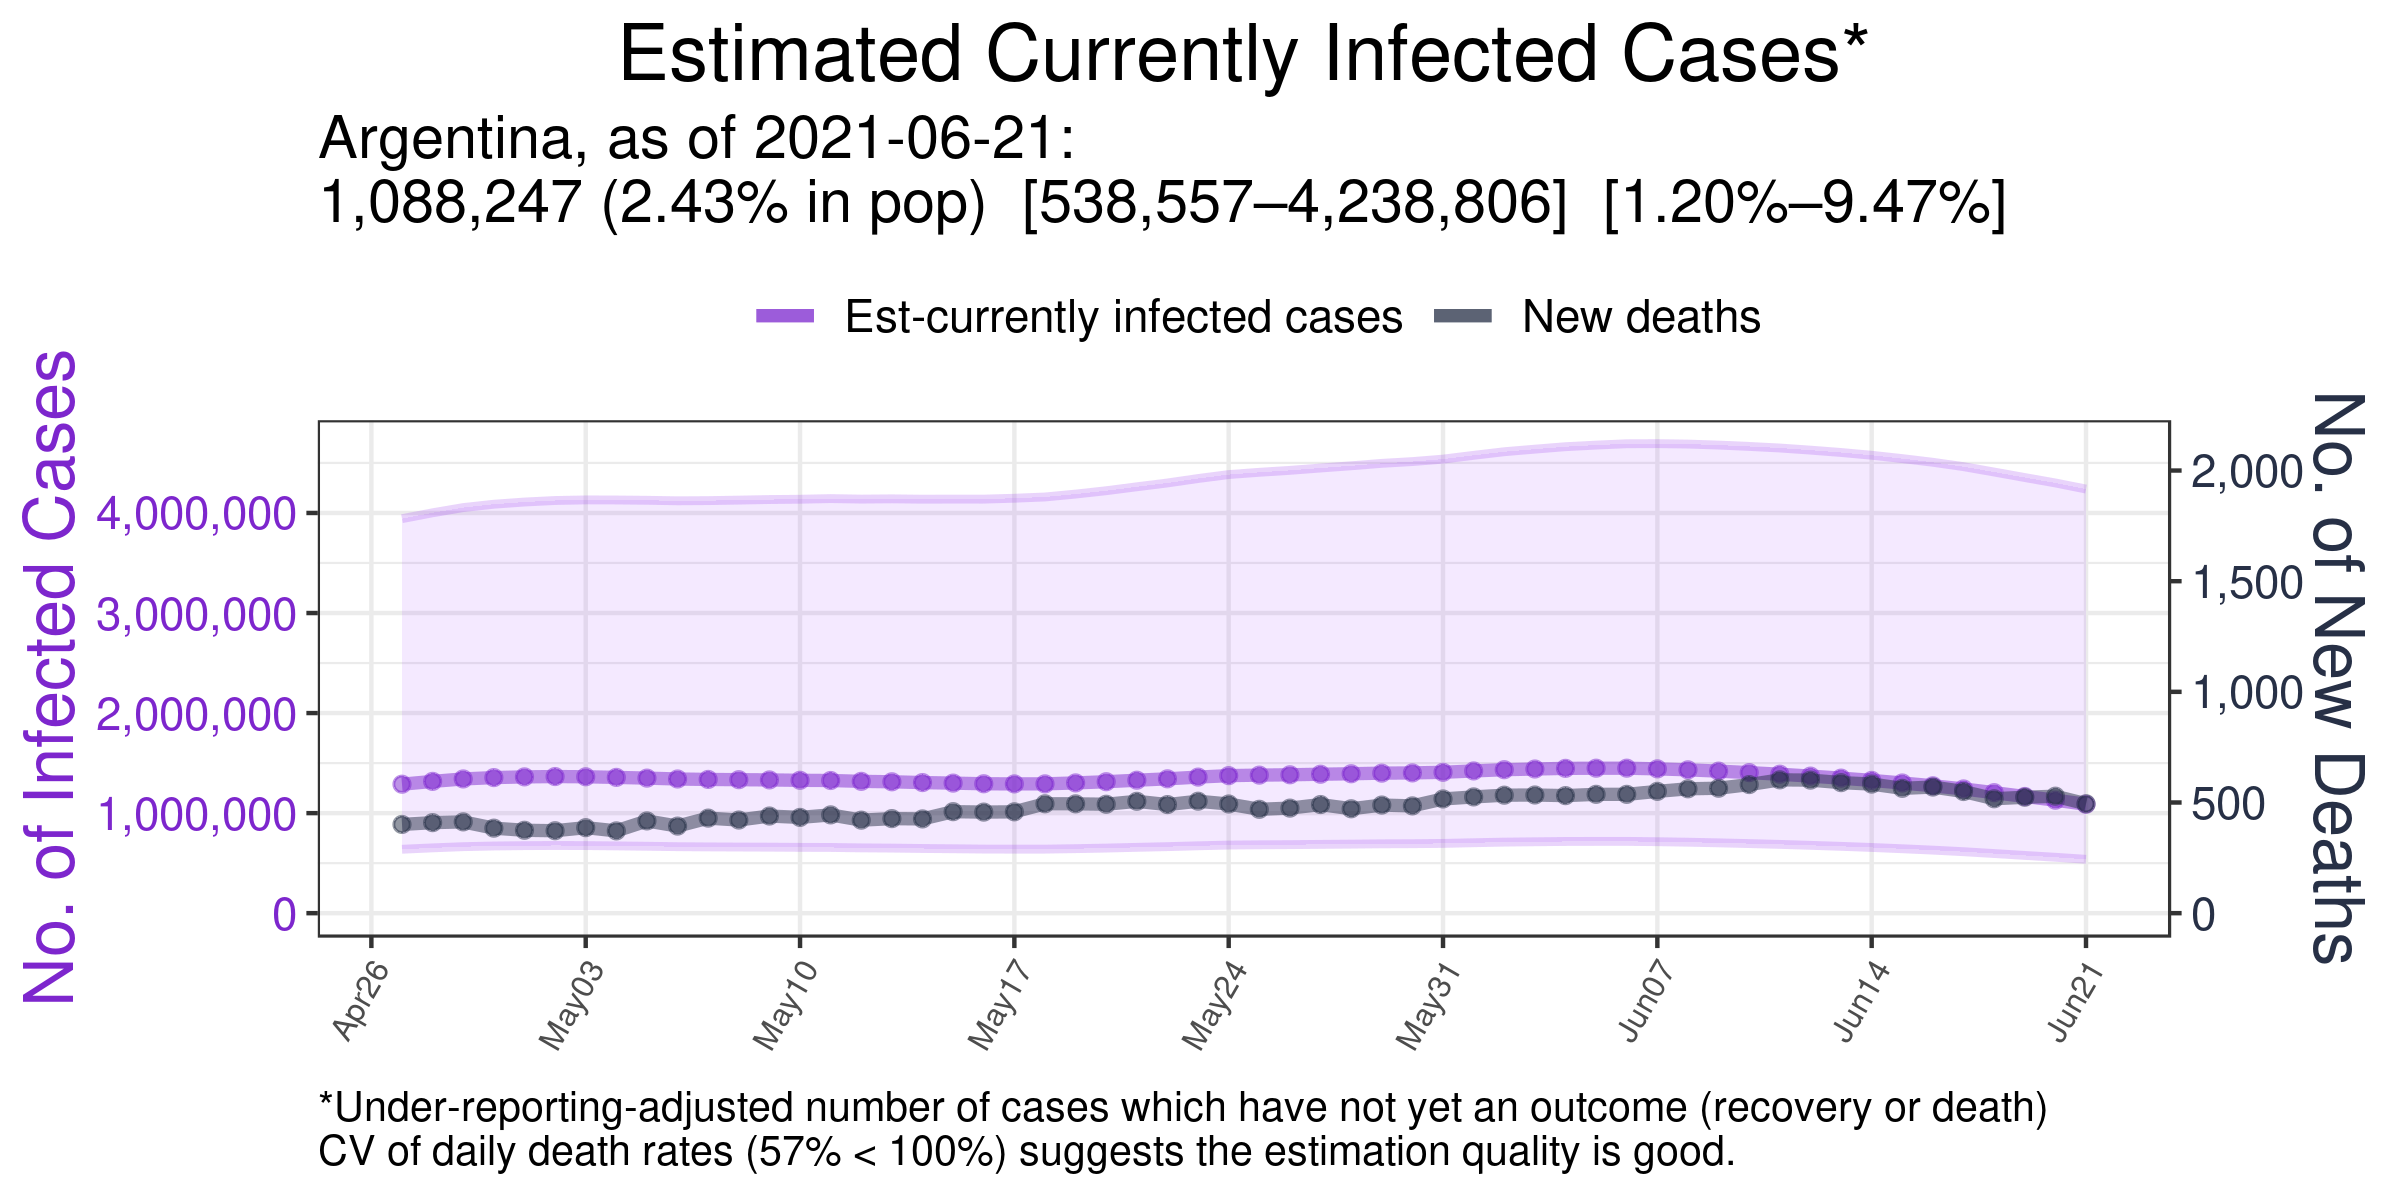 Estimated Currently Infected Cases*
Argentina, as of 2021-06-21:
1,088,247 (2.43% in pop)  [538,557–4,238,806]  [1.20%–9.47%]
Est-currently infected cases
New deaths
No. of Infected Cases
4,000,000
3,000,000
2,000,000
1,000,000
0
2,000
1,500
1,000
500
0
No. of New Deaths
Apr26
May03
May10
May17
May24
May31
Jun07
Jun14
Jun21
*Under-reporting-adjusted number of cases which have not yet an outcome (recovery or death)
CV of daily death rates (57% < 100%) suggests the estimation quality is good.